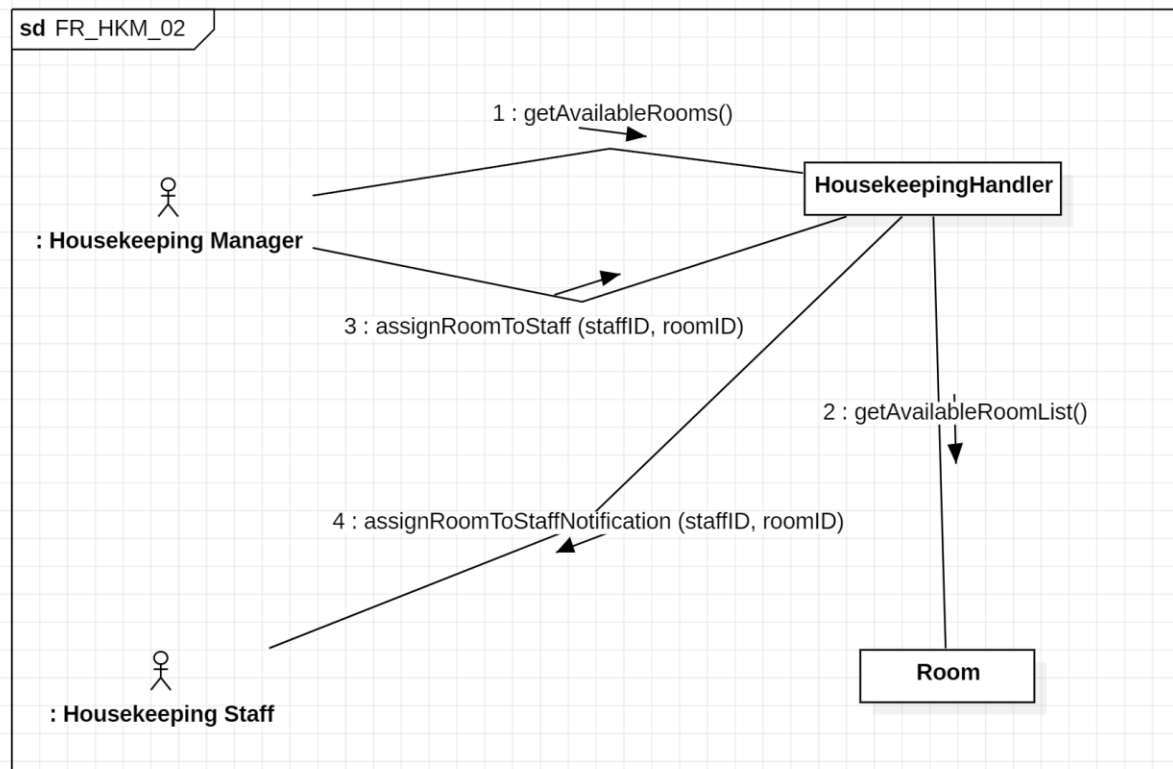 sd FR_HKM_02
1 : getAvailableRooms()
HousekeepingHandler
: Housekeeping Manager
3 : assignRoomToStaff (staffID, roomID)
2 : getAvailableRoomList()
4 : assignRoomToStaffNotification (staffID, roomID)
Room
: Housekeeping Staff